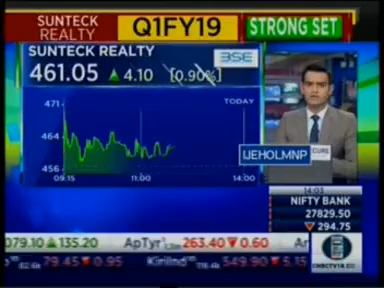 SUNTECK
REALTY
Q1FY19
STRONG SET
SUNTECK REALTY
BSE
461.05 ▲ 4.10 [0.90%]
471
TODAY
464
456
09:15 11:00 14:00
IJEHOLMNP
14:03
NIFTY BANK
27829.50
▼ 294.75
079.10 ▲ 135.20 ApTyr 263.40 ▼ 0.60
79.45 ▼ 0.95 Kirlind 549.90 ▼ 5.15